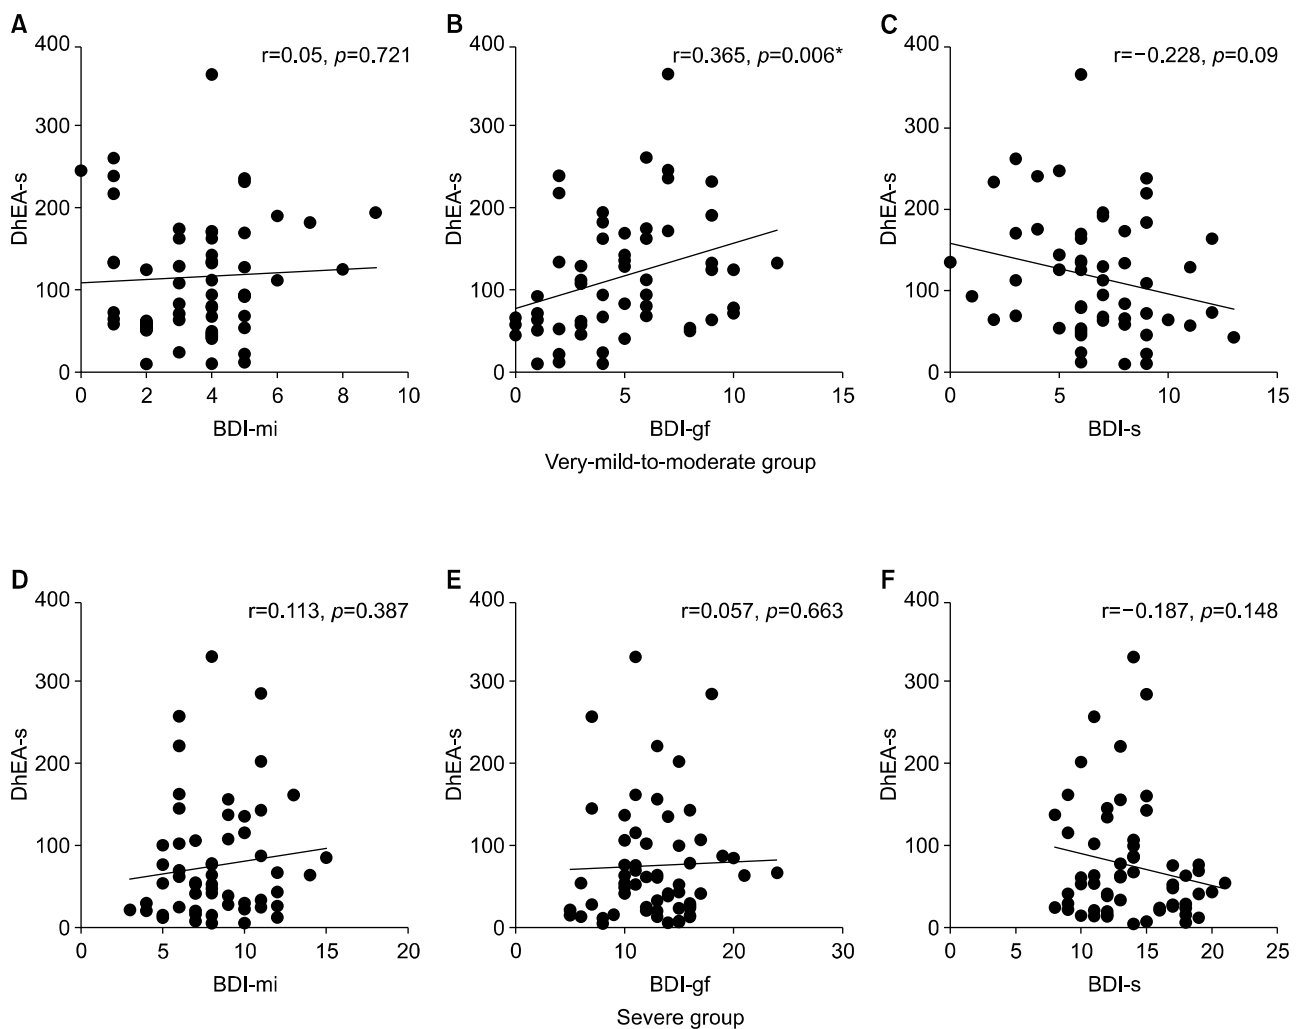 A
r=0.05, p=0.721
400
300
200
100
0
DhEA-s
0 2 4 6 8 10
BDI-mi
B
r=0.365, p=0.006*
400
300
200
100
0
DhEA-s
0 5 10 15
BDI-gf
C
r=−0.228, p=0.09
400
300
200
100
0
DhEA-s
0 5 10 15
BDI-s
Very-mild-to-moderate group
D
r=0.113, p=0.387
400
300
200
100
0
DhEA-s
0 5 10 15 20
BDI-mi
E
r=0.057, p=0.663
400
300
200
100
0
DhEA-s
0 10 20 30
BDI-gf
F
r=−0.187, p=0.148
400
300
200
100
0
DhEA-s
0 5 10 15 20 25
BDI-s
Severe group